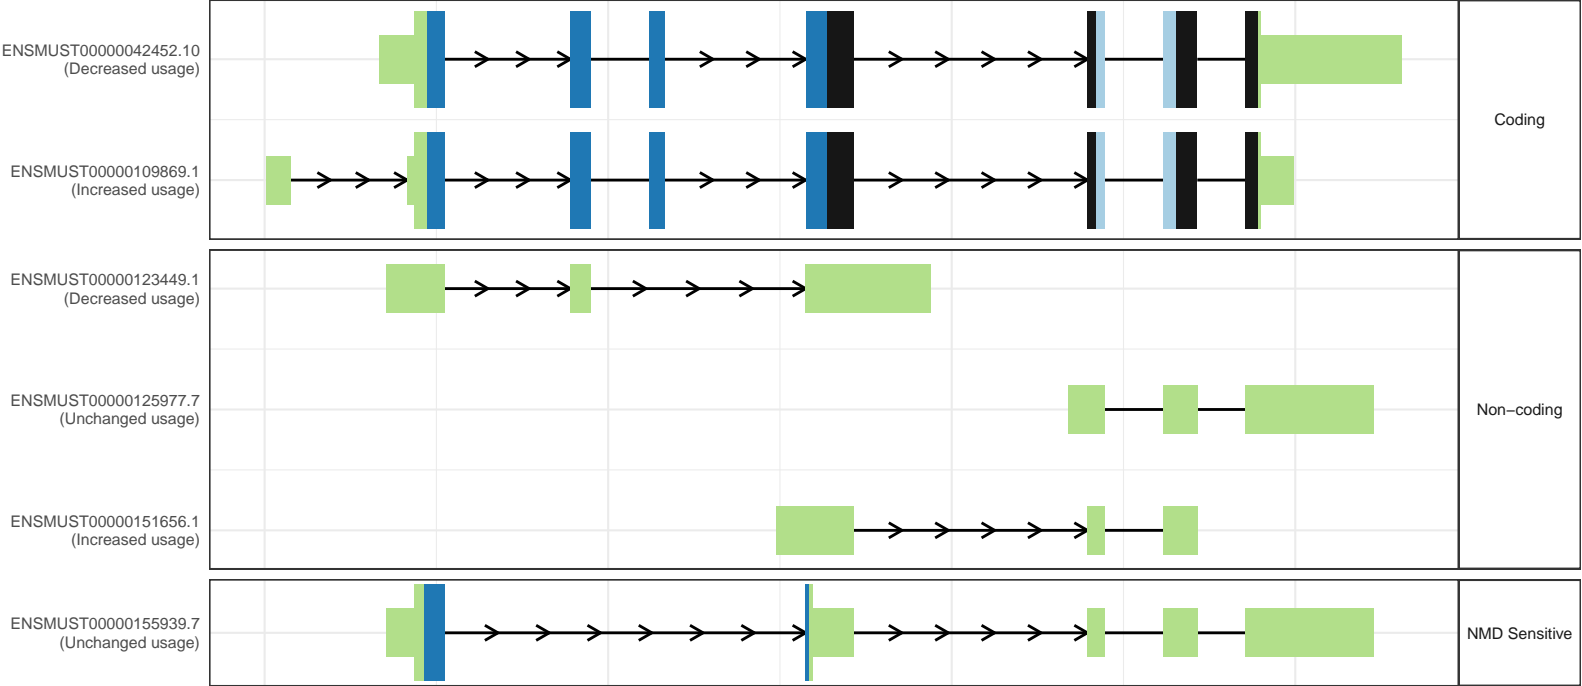 ENSMUST00000042452.10
(Decreased usage)
Coding
ENSMUST00000109869.1
(Increased usage)
ENSMUST00000123449.1
(Decreased usage)
ENSMUST00000125977.7
(Unchanged usage)
Non−coding
ENSMUST00000151656.1
(Increased usage)
ENSMUST00000155939.7
(Unchanged usage)
NMD Sensitive